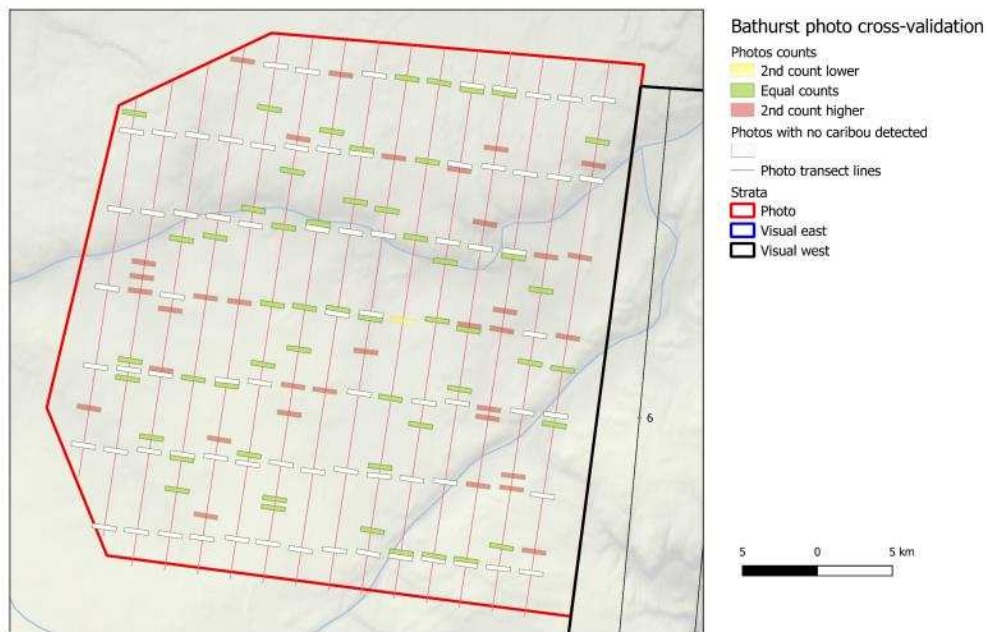 Bathurst photo cross-validation
Photos counts
2nd count lower
Equal counts
2nd count higher
Photos with no caribou detected
Photo transect lines
Strata
Photo
Visual east
Visual west
6
5 0 5 km